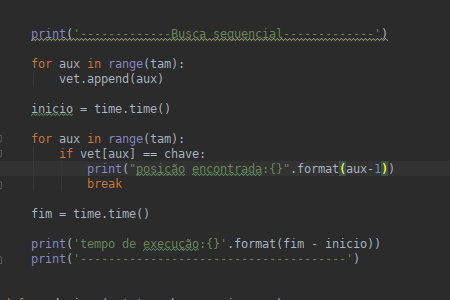 print('-------------Busca sequencial-------------')
for aux in range(tam):
vet.append(aux)
inicio = time.time()
for aux in range(tam):
if vet[aux] == chave:
print("posição encontrada:{}".format(aux-1))
break
fim = time.time()
print('tempo de execução:{}'.format(fim - inicio))
print('--------------------------------------')